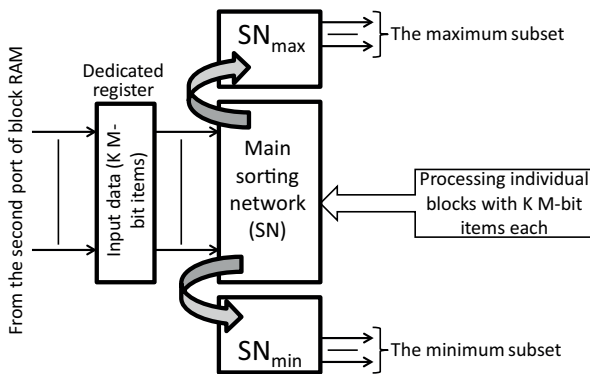 SNmax
The maximum subset
Dedicated
register
From the second port of block RAM
Input data (K M-
bit items)
Main
sorting
network
(SN)
Processing individual
blocks with K M-bit
items each
SNmin
The minimum subset